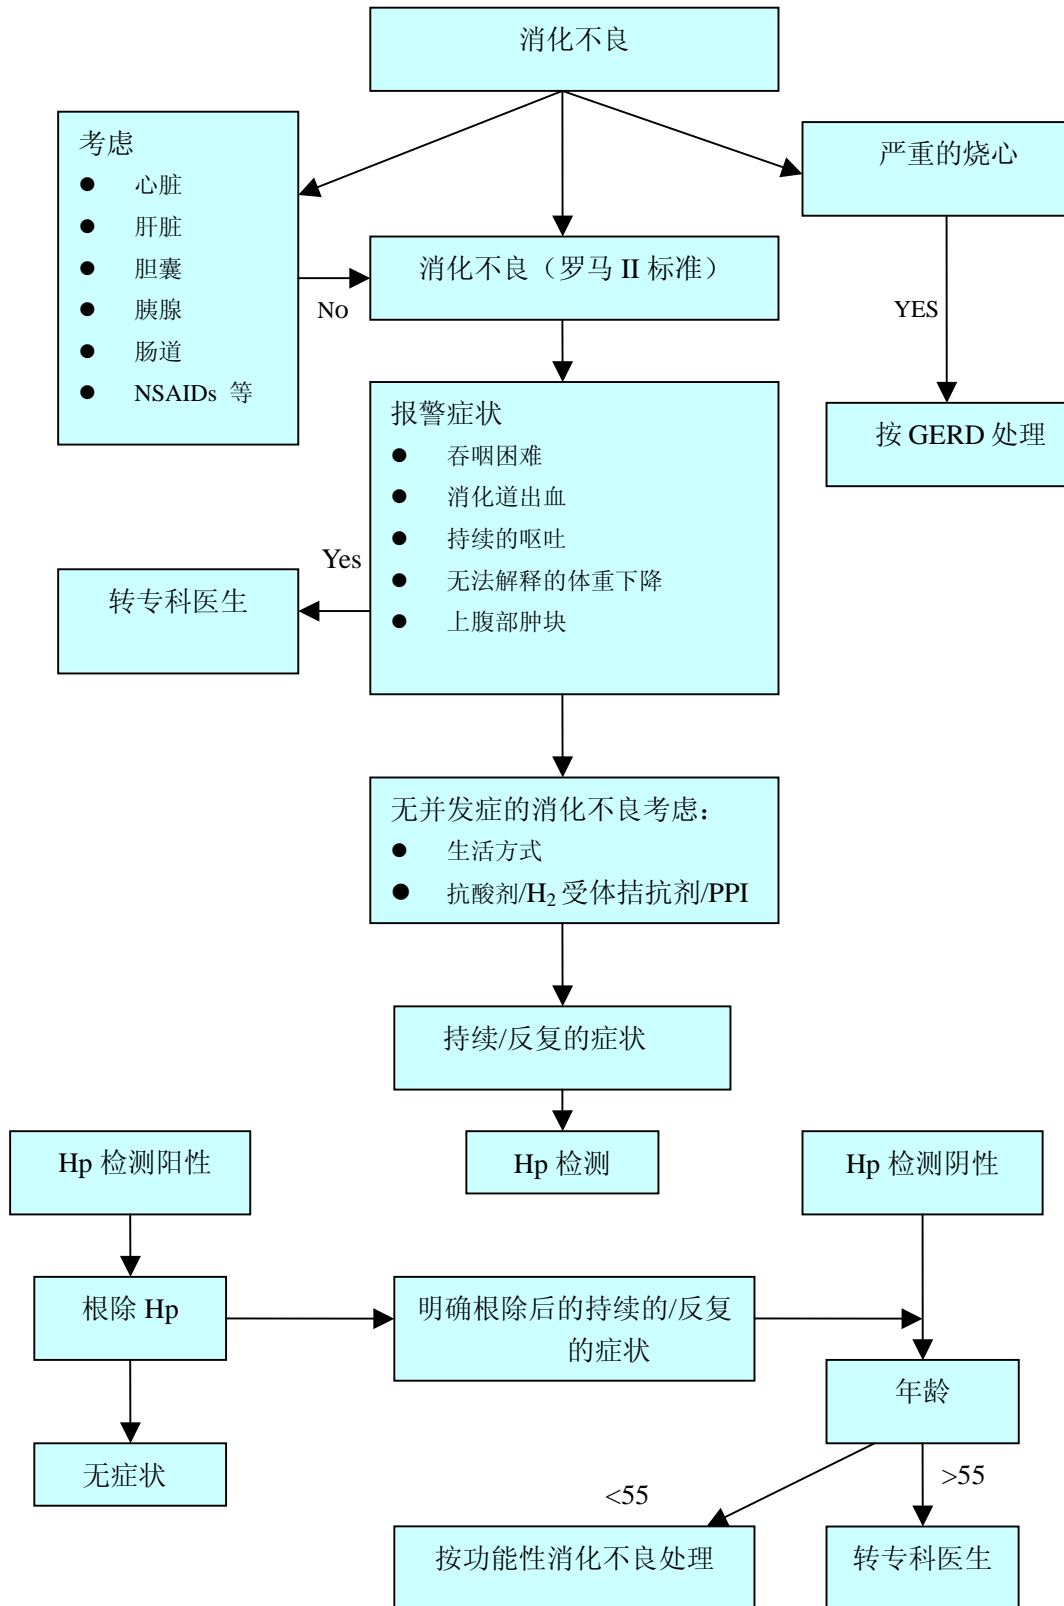 消化不良
考虑
● 心脏
● 肝脏
● 胆囊
● 胰腺
● 肠道
● NSAIDs 等
严重的烧心
消化不良（罗马 II 标准）
No
YES
按 GERD 处理
报警症状
● 吞咽困难
● 消化道出血
● 持续的呕吐
● 无法解释的体重下降
● 上腹部肿块
Yes
转专科医生
无并发症的消化不良考虑：
● 生活方式
● 抗酸剂/H₂ 受体拮抗剂/PPI
持续/反复的症状
Hp 检测
Hp 检测阳性
Hp 检测阴性
根除 Hp
明确根除后的持续的/反复
的症状
年龄
无症状
<55
>55
按功能性消化不良处理
转专科医生